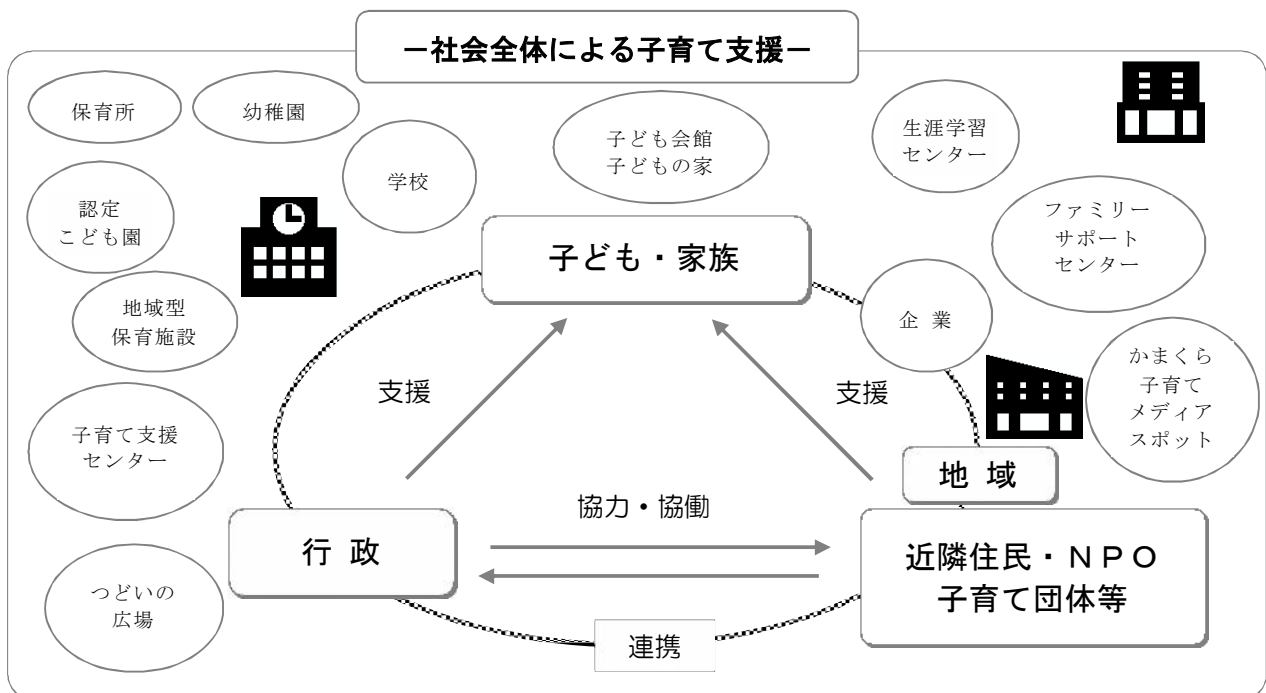 －社会全体による子育て支援－
保育所
幼稚園
学校
子ども会館
子どもの家
生涯学習
センター
認定
こども園
ファミリー
サポート
センター
子ども・家族
地域型
保育施設
企 業
かまくら
子育て
メディア
スポット
支援
支援
子育て支援
センター
地 域
協力・協働
行 政
近隣住民・ＮＰＯ
子育て団体等
つどいの
広場
連携